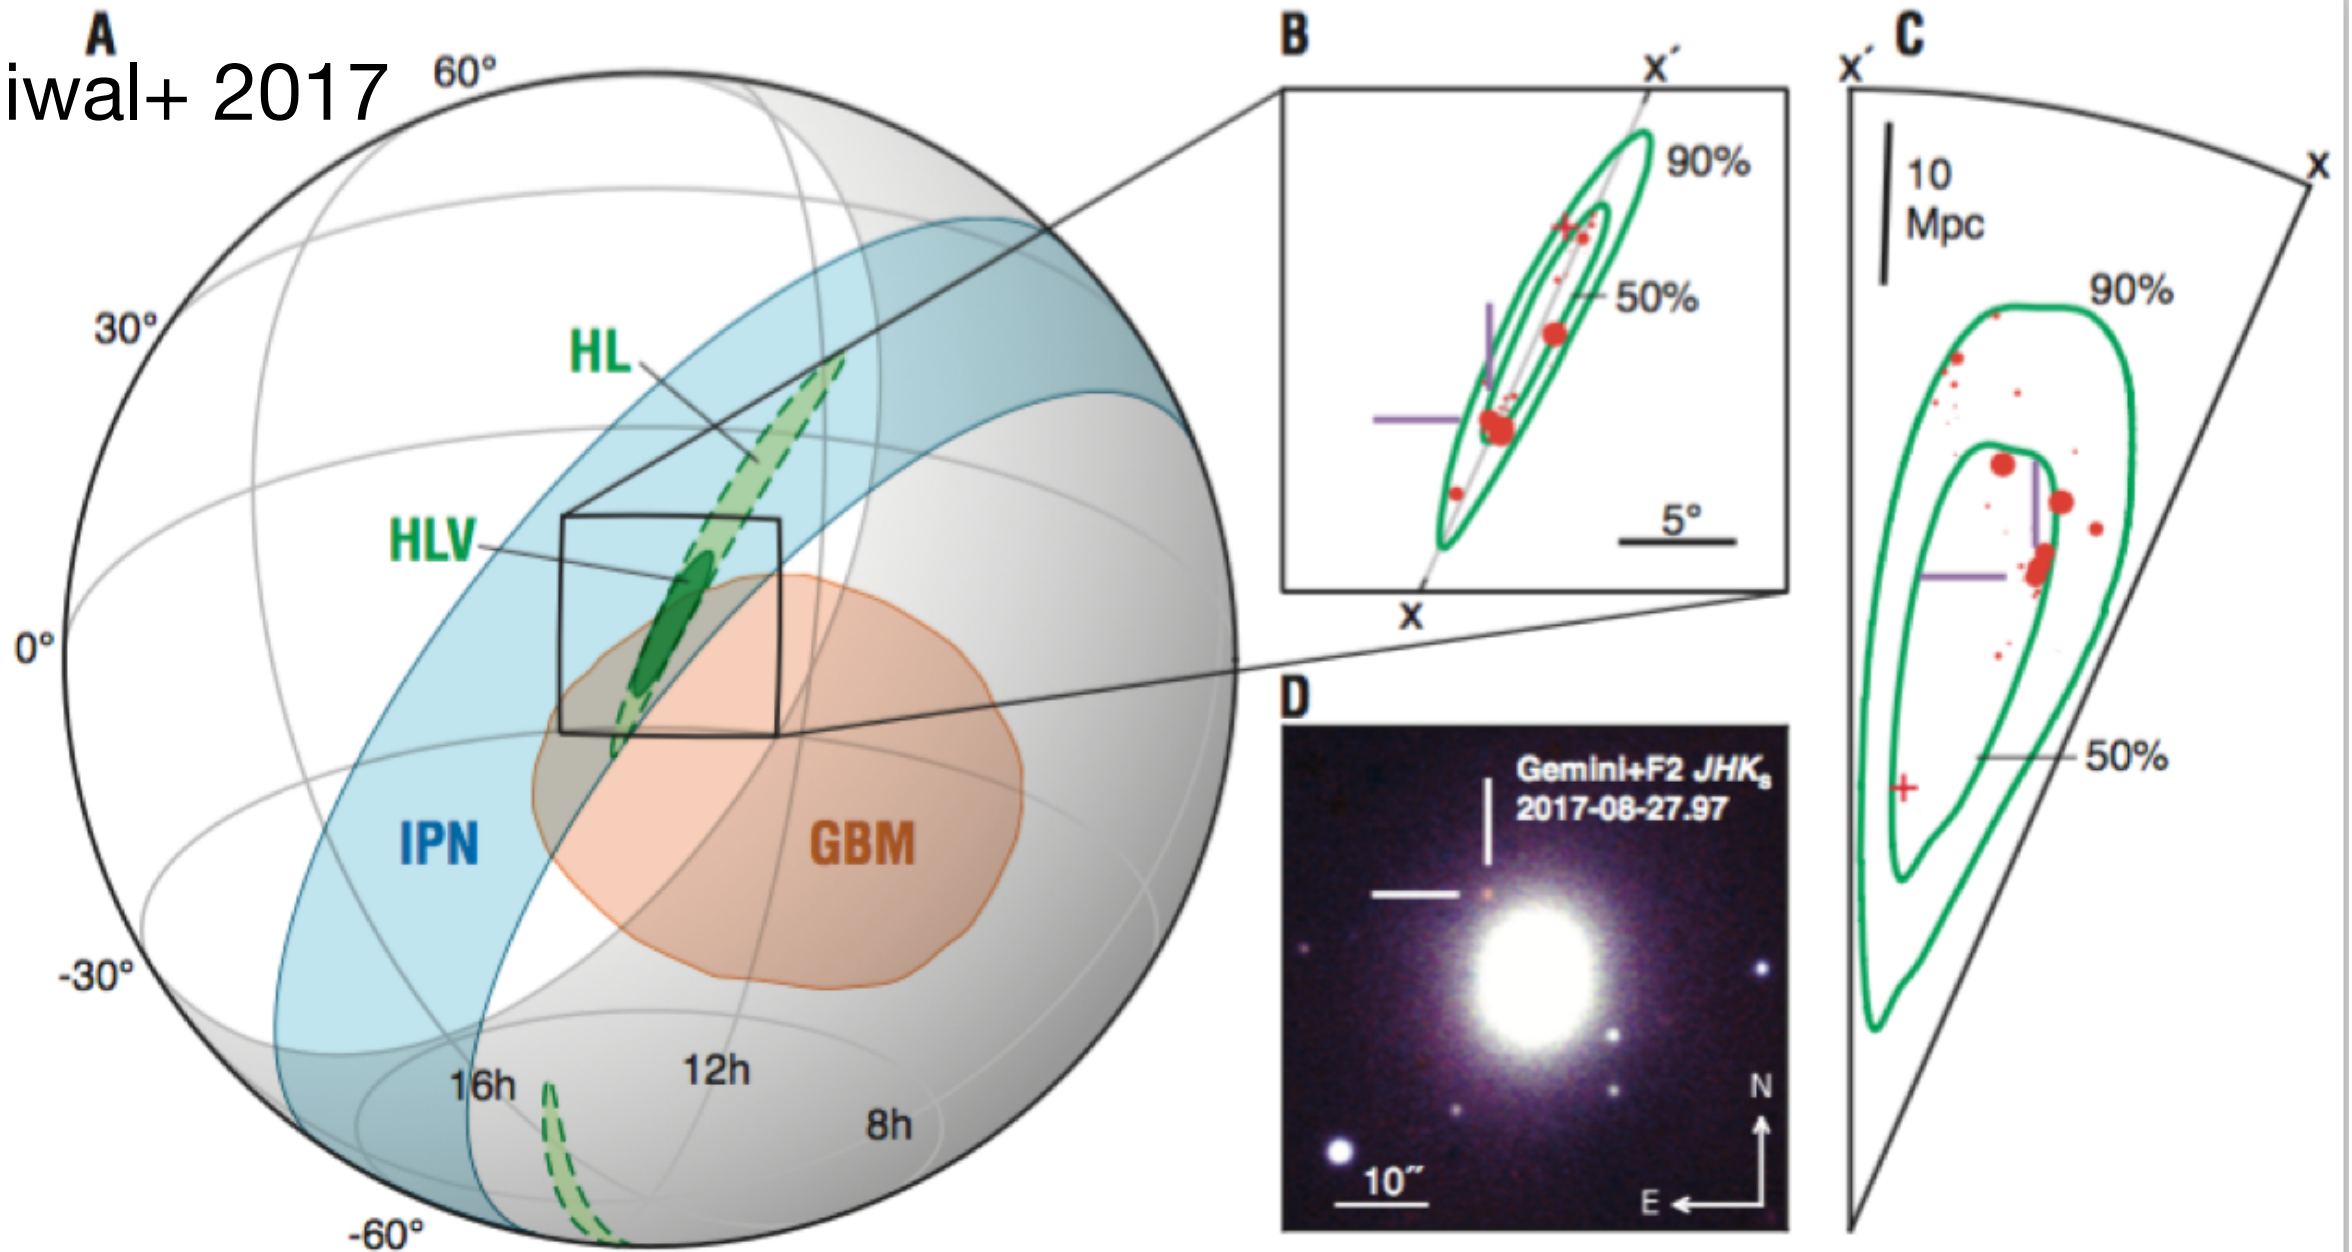 A
iwal+ 2017
60°
30°
0°
-30°
-60°
HL
HLV
IPN
GBM
16h
12h
8h
B
x´
90%
50%
5°
x
C
x´
x
10
Mpc
90%
50%
D
Gemini+F2 JHKs
2017-08-27.97
N
E
10″